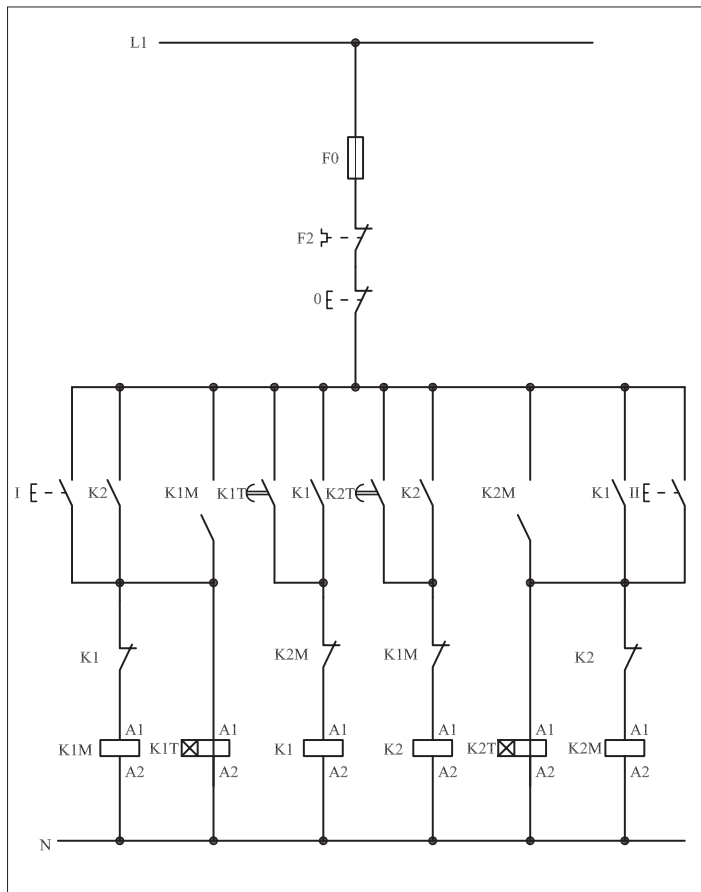 L1
F0
F2
0
I K2 K1M K1T K1 K2T K2 K2M K1 II
K1 K2M K1M K2
A1 A1 A1 A1 A1 A1
K1M K1T K1 K2 K2T K2M
A2 A2 A2 A2 A2 A2
N